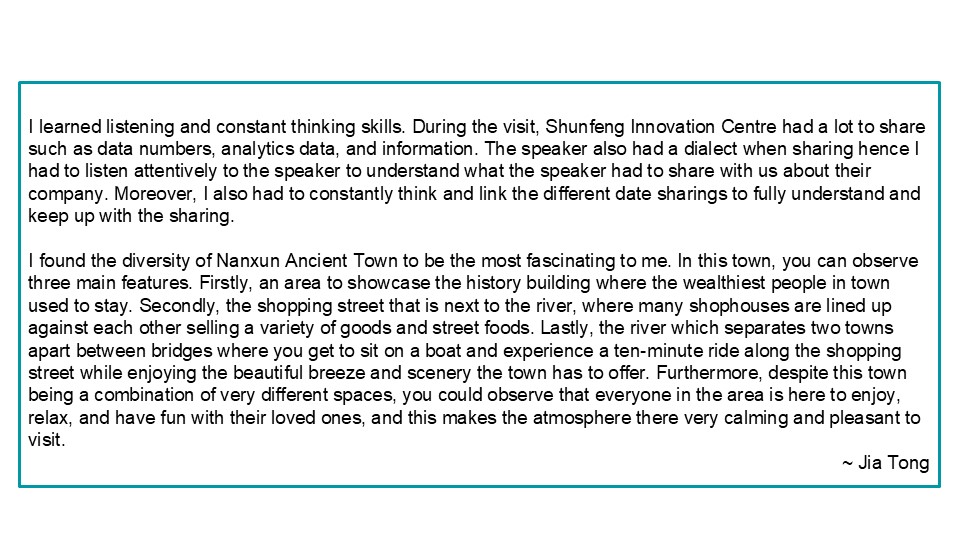 I learned listening and constant thinking skills. During the visit, Shunfeng Innovation Centre had a lot to share
such as data numbers, analytics data, and information. The speaker also had a dialect when sharing hence I
had to listen attentively to the speaker to understand what the speaker had to share with us about their
company. Moreover, I also had to constantly think and link the different date sharings to fully understand and
keep up with the sharing.
I found the diversity of Nanxun Ancient Town to be the most fascinating to me. In this town, you can observe
three main features. Firstly, an area to showcase the history building where the wealthiest people in town
used to stay. Secondly, the shopping street that is next to the river, where many shophouses are lined up
against each other selling a variety of goods and street foods. Lastly, the river which separates two towns
apart between bridges where you get to sit on a boat and experience a ten-minute ride along the shopping
street while enjoying the beautiful breeze and scenery the town has to offer. Furthermore, despite this town
being a combination of very different spaces, you could observe that everyone in the area is here to enjoy,
relax, and have fun with their loved ones, and this makes the atmosphere there very calming and pleasant to
visit.
~ Jia Tong